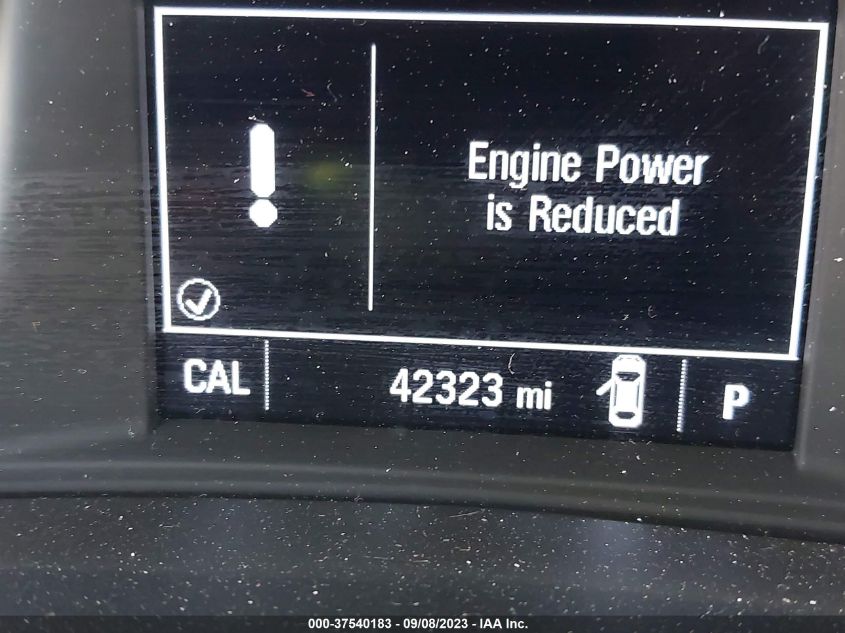 Engine Power
is Reduced
CAL 42323 mi P
000-37540183 - 09/08/2023 - IAA Inc.